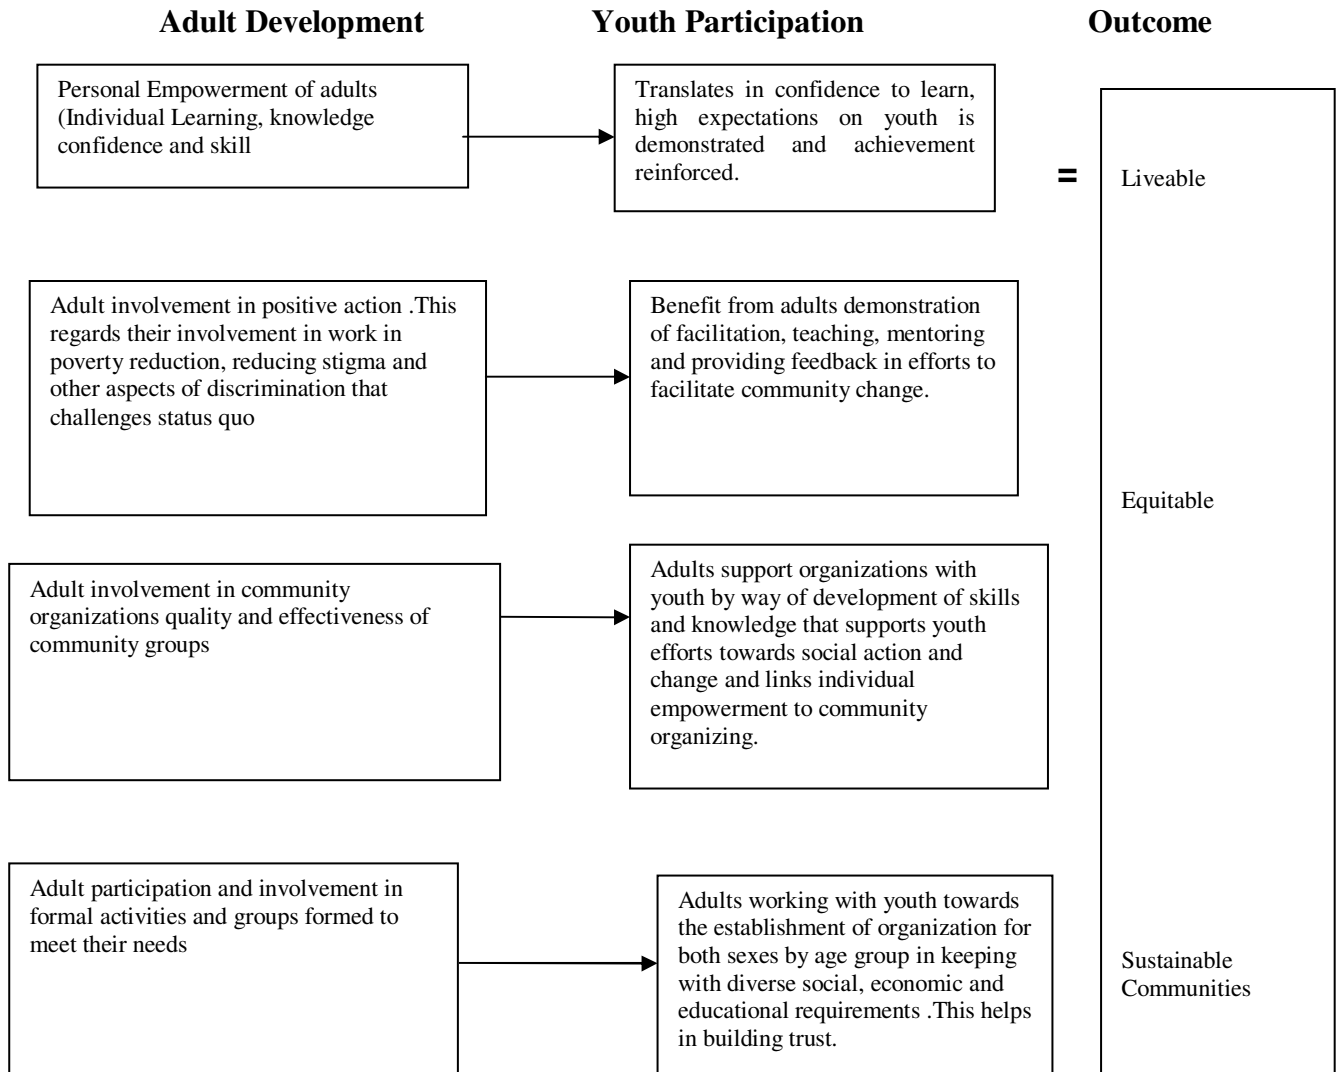 Adult Development
Youth Participation
Outcome
Personal Empowerment of adults
(Individual Learning, knowledge
confidence and skill
Translates in confidence to learn,
high expectations on youth is
demonstrated and achievement
reinforced.
=
Liveable
Adult involvement in positive action .This
regards their involvement in work in
poverty reduction, reducing stigma and
other aspects of discrimination that
challenges status quo
Benefit from adults demonstration
of facilitation, teaching, mentoring
and providing feedback in efforts to
facilitate community change.
Equitable
Adult involvement in community
organizations quality and effectiveness of
community groups
Adults support organizations with
youth by way of development of skills
and knowledge that supports youth
efforts towards social action and
change and links individual
empowerment to community
organizing.
Adult participation and involvement in
formal activities and groups formed to
meet their needs
Adults working with youth towards
the establishment of organization for
both sexes by age group in keeping
with diverse social, economic and
educational requirements .This helps
in building trust.
Sustainable
Communities